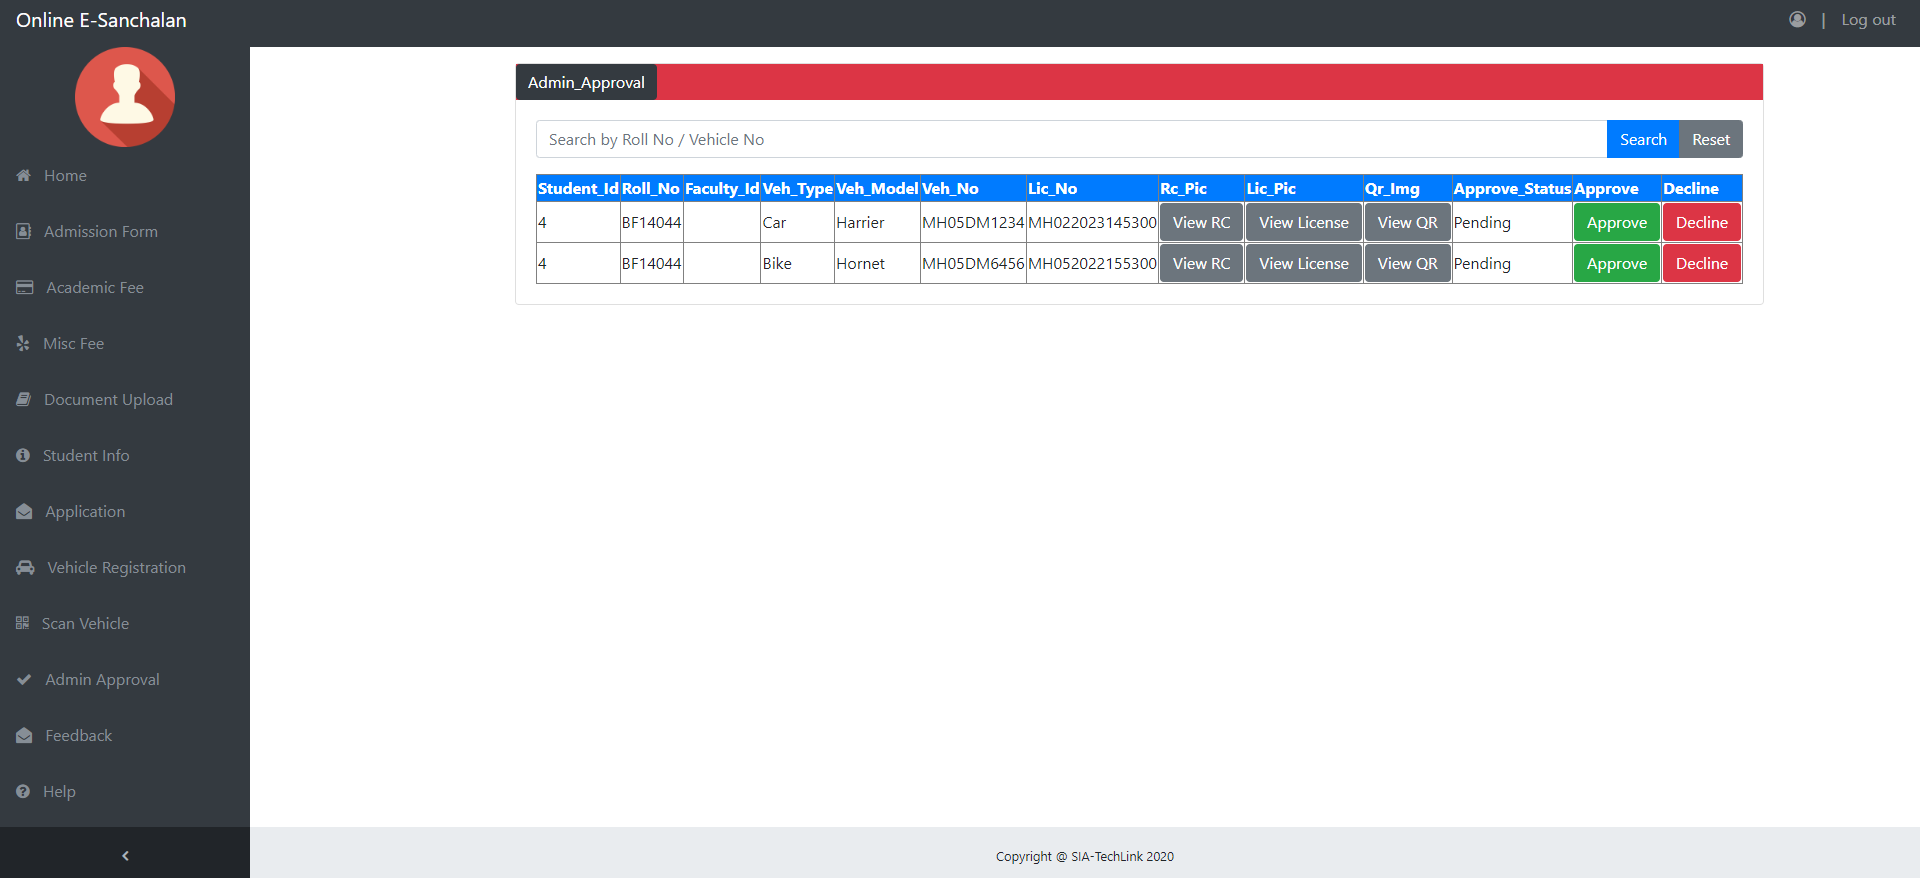 Online E-Sanchalan
| Log out
Home
Admission Form
Academic Fee
Misc Fee
Document Upload
Student Info
Application
Vehicle Registration
Scan Vehicle
Admin Approval
Feedback
Help
Admin_Approval
Search by Roll No / Vehicle No Search Reset
Student_Id Roll_No Faculty_Id Veh_Type Veh_Model Veh_No Lic_No Rc_Pic Lic_Pic Qr_Img Approve_Status Approve Decline
4 BF14044 Car Harrier MH05DM1234 MH022023145300 View RC View License View QR Pending Approve Decline
4 BF14044 Bike Hornet MH05DM6456 MH052022155300 View RC View License View QR Pending Approve Decline
Copyright @ SIA-TechLink 2020